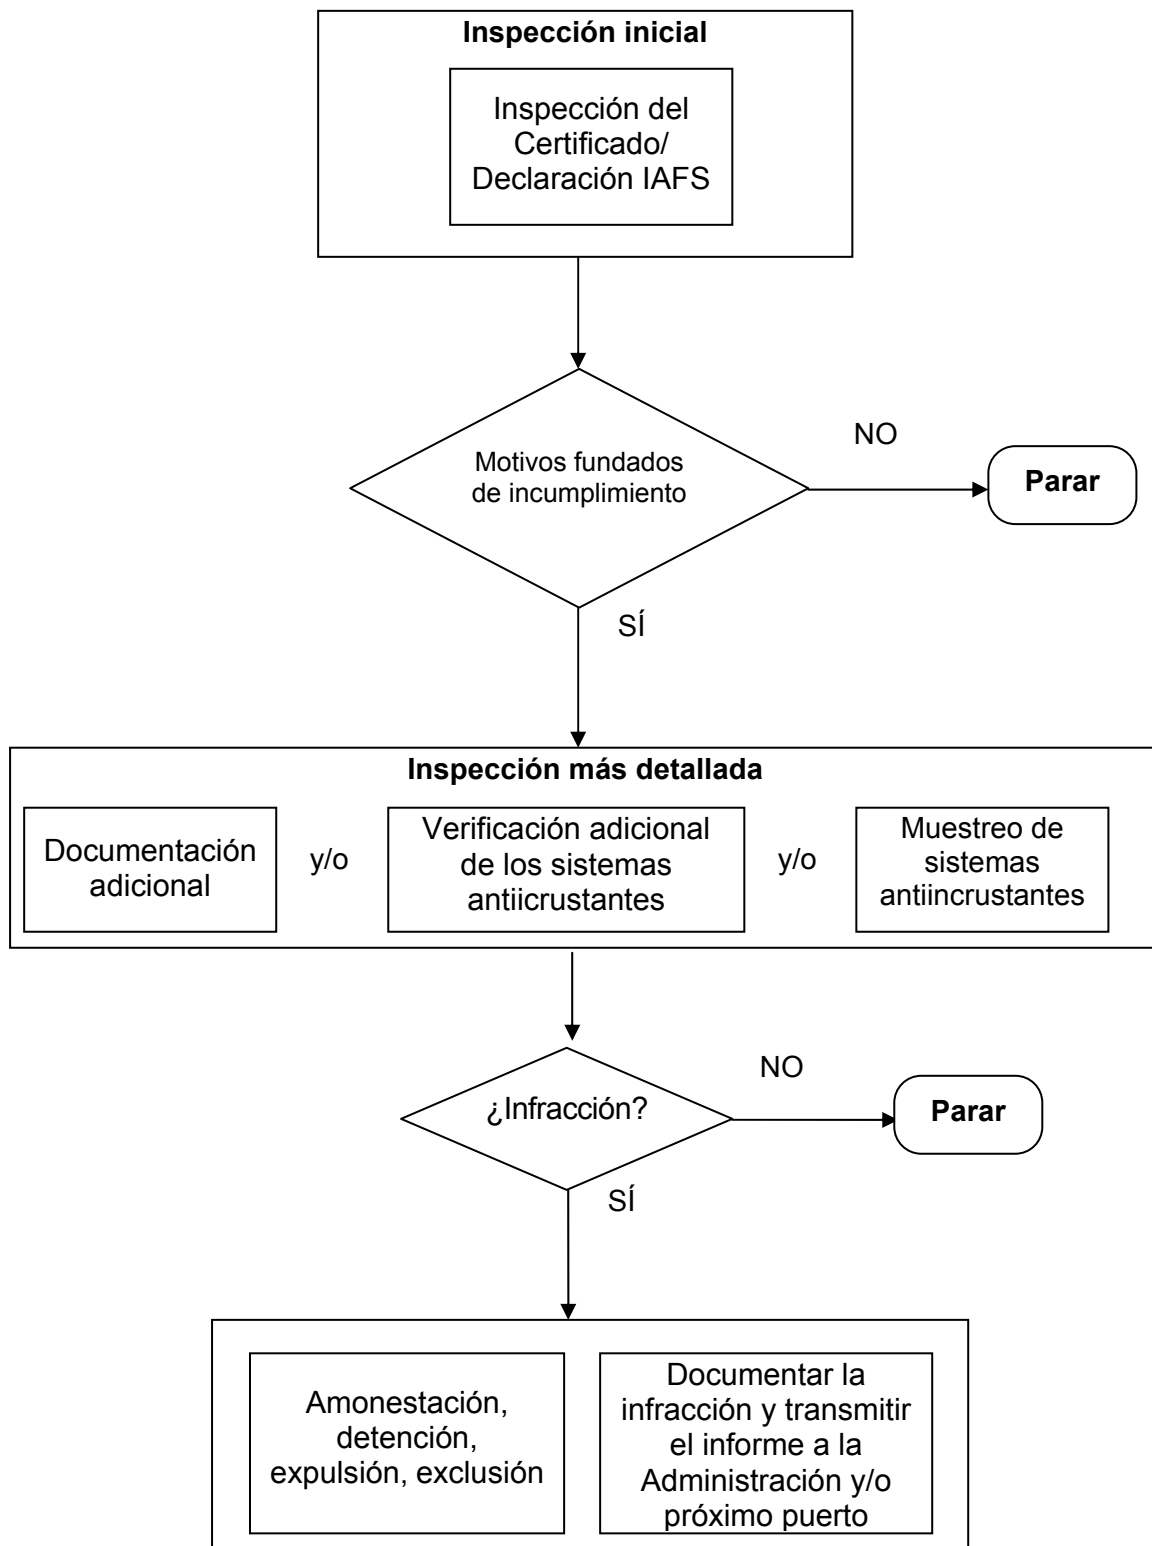 Inspección inicial
Inspección del
Certificado/
Declaración IAFS
Motivos fundados
de incumplimiento
NO
Parar
SÍ
Inspección más detallada
Documentación
adicional
y/o
Verificación adicional
de los sistemas
antiicrustantes
y/o
Muestreo de
sistemas
antiincrustantes
¿Infracción?
NO
Parar
SÍ
Amonestación,
detención,
expulsión, exclusión
Documentar la
infracción y transmitir
el informe a la
Administración y/o
próximo puerto